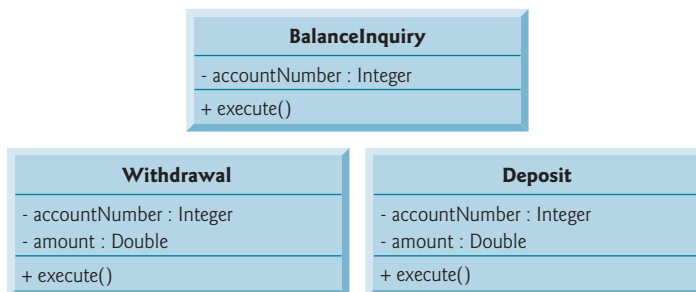 BalanceInquiry
- accountNumber : Integer
+ execute()
Withdrawal
- accountNumber : Integer
- amount : Double
+ execute()
Deposit
- accountNumber : Integer
- amount : Double
+ execute()